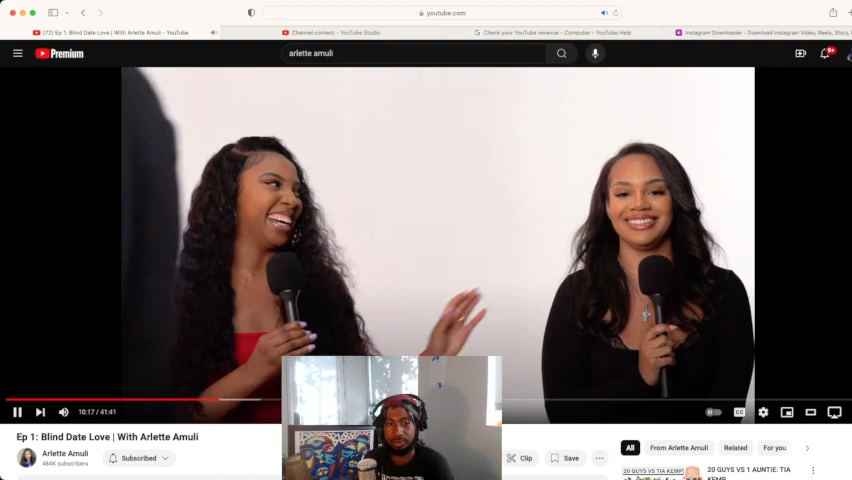 youtube.com
(72) Ep 1: Blind Date Love | With Arlette Amuli - YouTube
Channel content - YouTube Studio
Check your YouTube revenue - Computer - YouTube Help
Instagram Downloader - Download Instagram Video, Reels, Story,
Premium
arlette amuli
9+
10:17 / 41:41
CC
Ep 1: Blind Date Love | With Arlette Amuli
Arlette Amuli
484K subscribers
Subscribed
Clip
Save
All
From Arlette Amuli
Related
For you
20 GUYS VS TIA KEMP
20 GUYS VS 1 AUNTIE: TIA
KEMP